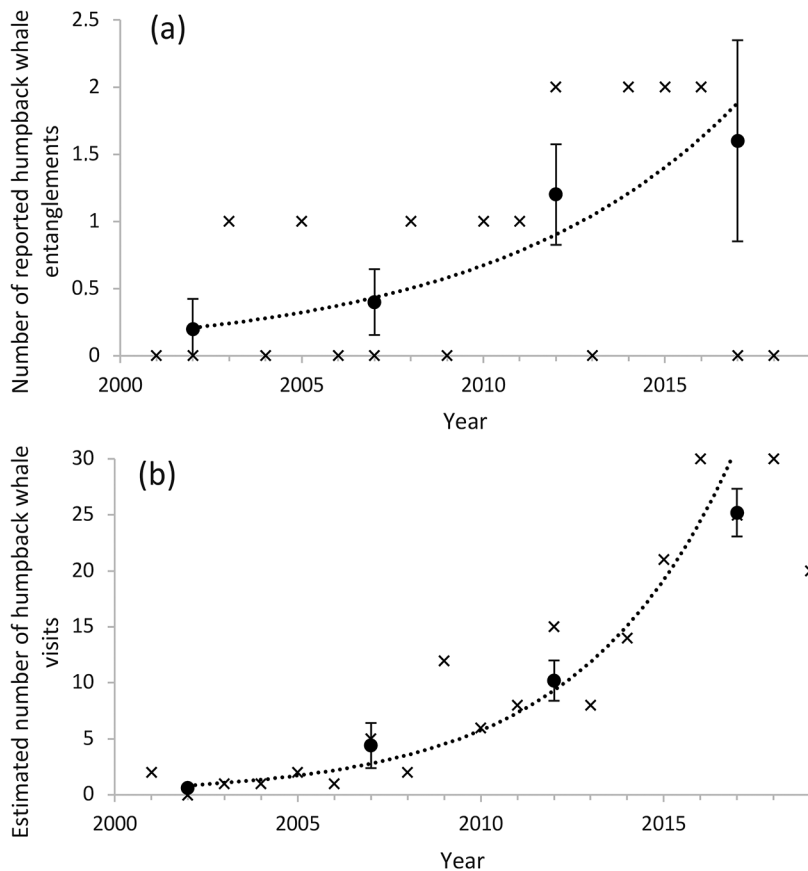 (a)
Number of reported humpback whale
entanglements
2.5
2
1.5
1
0.5
0
2000
2005
2010
2015
Year
(b)
Estimated number of humpback whale
visits
30
25
20
15
10
5
0
2000
2005
2010
2015
Year